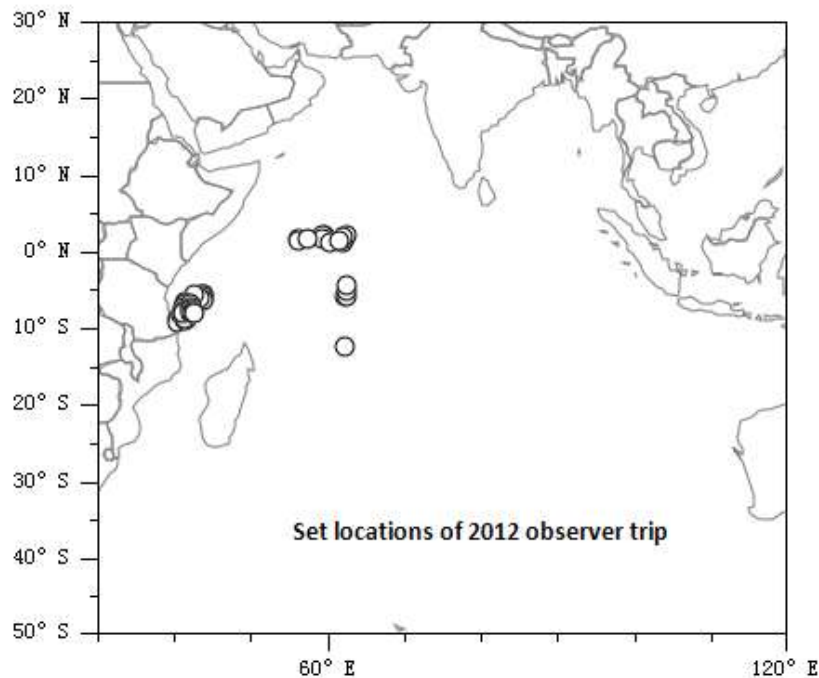 30° N
20° N
10° N
0° N
10° S
20° S
30° S
Set locations of 2012 observer trip
40° S
50° S
60° E
120° E